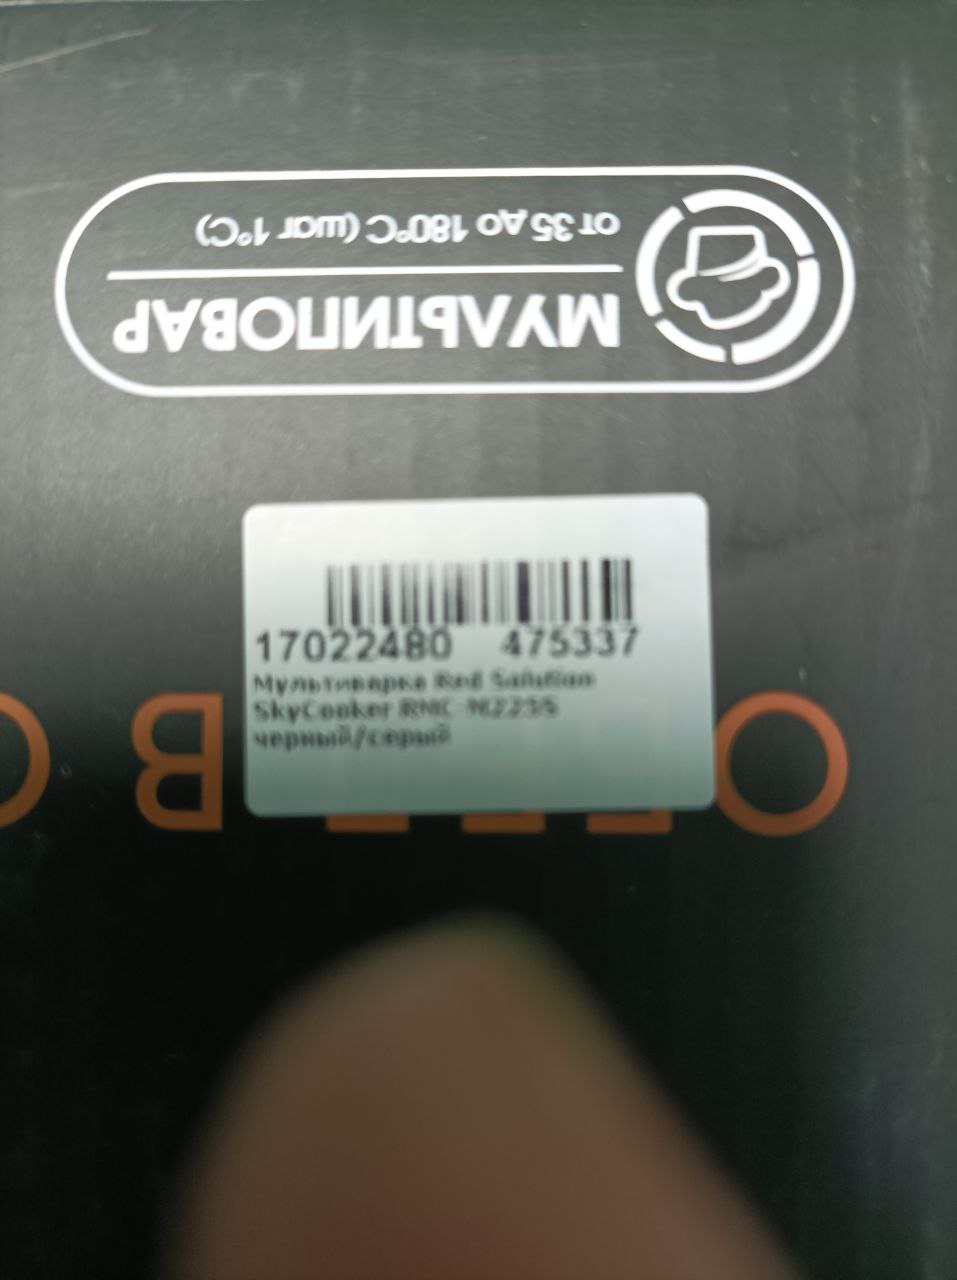 МУЛЬТИПОВАР
от 35 до 180°C (шаг 1°C)
17022480 475337
Мультиварка Red Solution
SkyCooker RMC-M225S
черный/серый